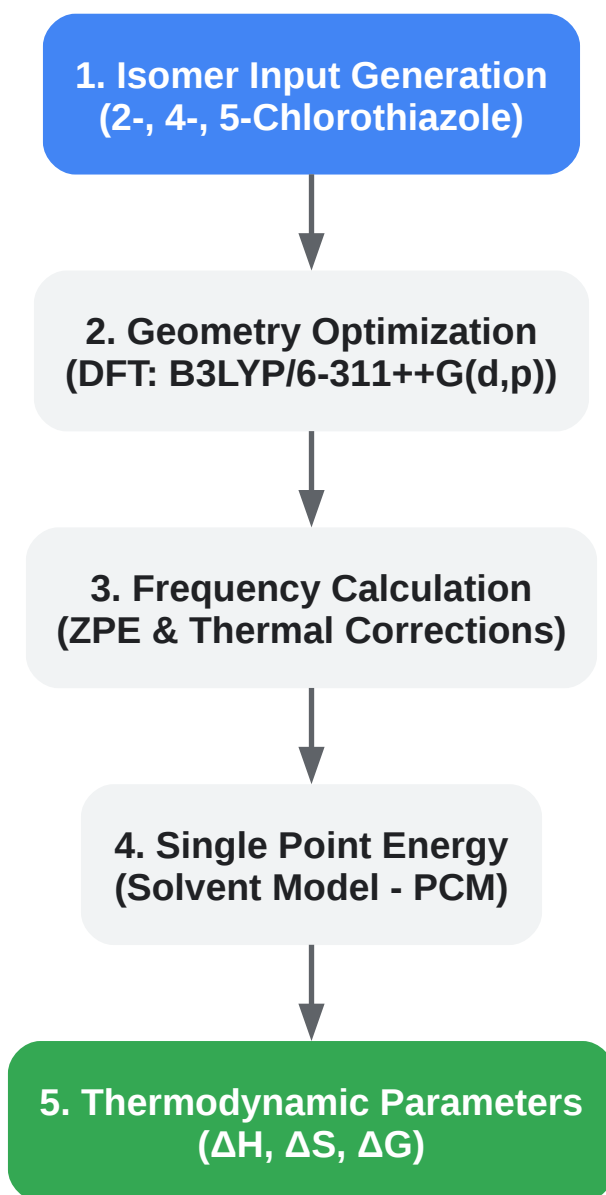 1. Isomer Input Generation
(2-, 4-, 5-Chlorothiazole)
2. Geometry Optimization
(DFT: B3LYP/6-311++G(d,p))
3. Frequency Calculation
(ZPE & Thermal Corrections)
4. Single Point Energy
(Solvent Model - PCM)
5. Thermodynamic Parameters
(ΔH, ΔS, ΔG)